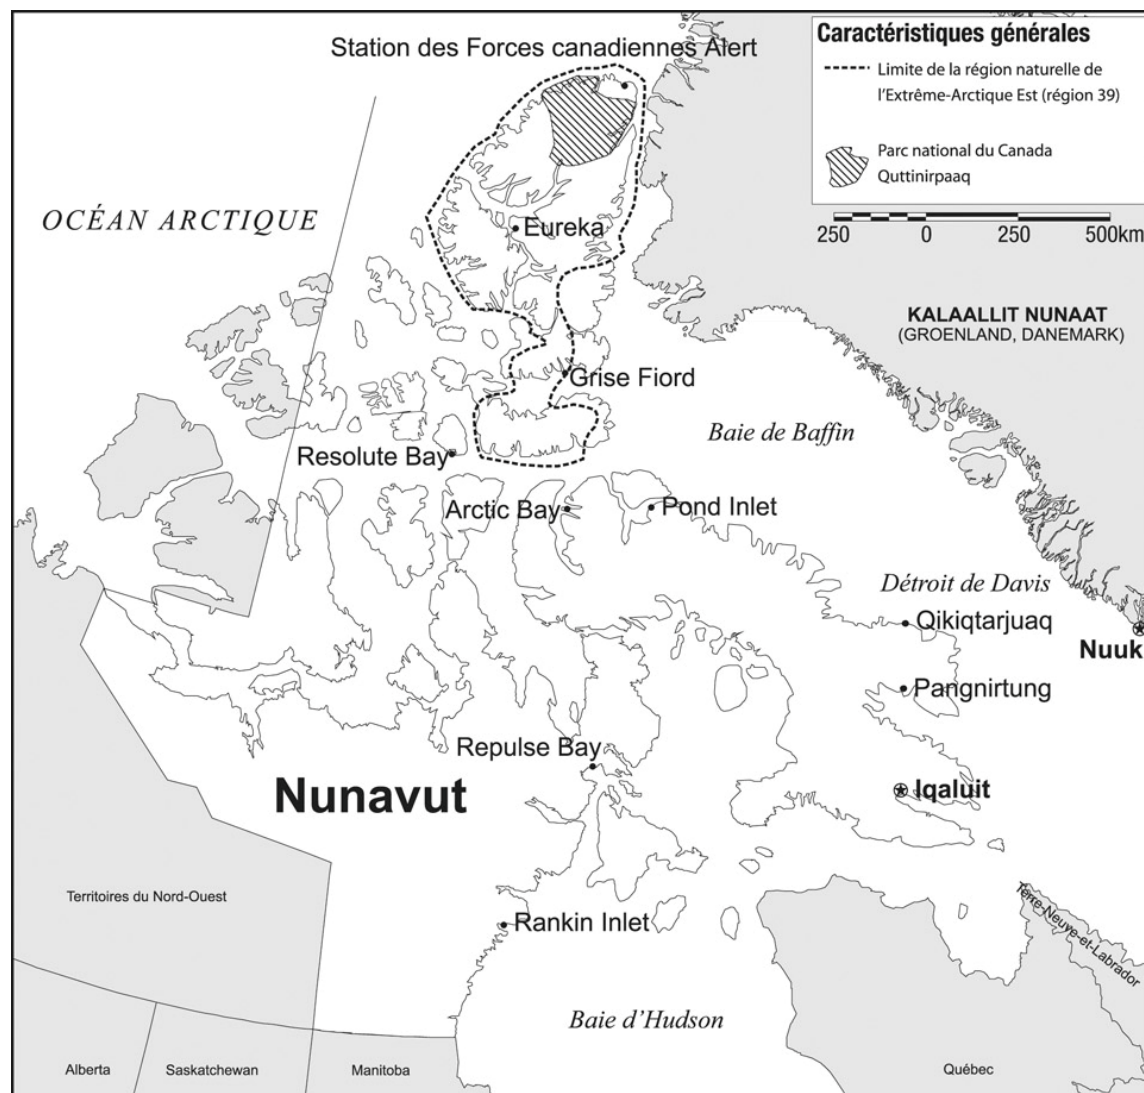 Station des Forces canadiennes Alert
Caractéristiques générales
Limite de la région naturelle de
l'Extrême-Arctique Est (région 39)
Parc national du Canada
Quttinirpaaq
250 0 250 500km
OCÉAN ARCTIQUE
Eureka
KALAALLIT NUNAAT
(GROENLAND, DANEMARK)
Grise Fiord
Baie de Baffin
Resolute Bay
Arctic Bay
Pond Inlet
Détroit de Davis
Qikiqtarjuaq
Nuuk
Pangnirtung
Repulse Bay
Nunavut
Iqaluit
Territoires du Nord-Ouest
Terre-Neuve-et-Labrador
Rankin Inlet
Baie d'Hudson
Alberta
Saskatchewan
Manitoba
Québec